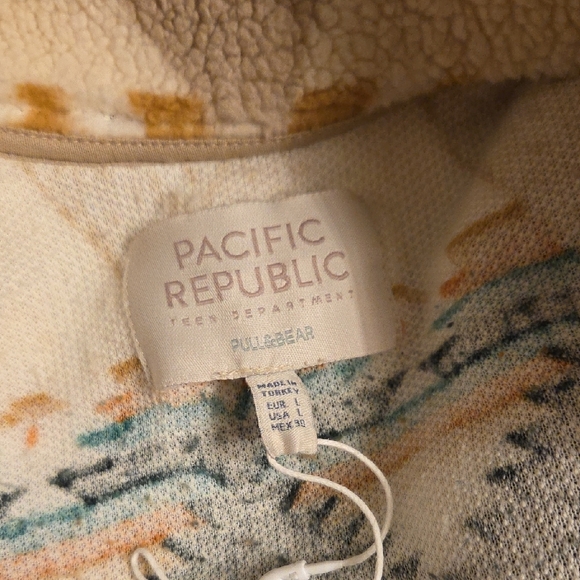 PACIFIC
REPUBLIC
TEEN DEPARTMENT
PULL&BEAR
MADE IN
TURKEY
EUR L
USA L
MEX 30